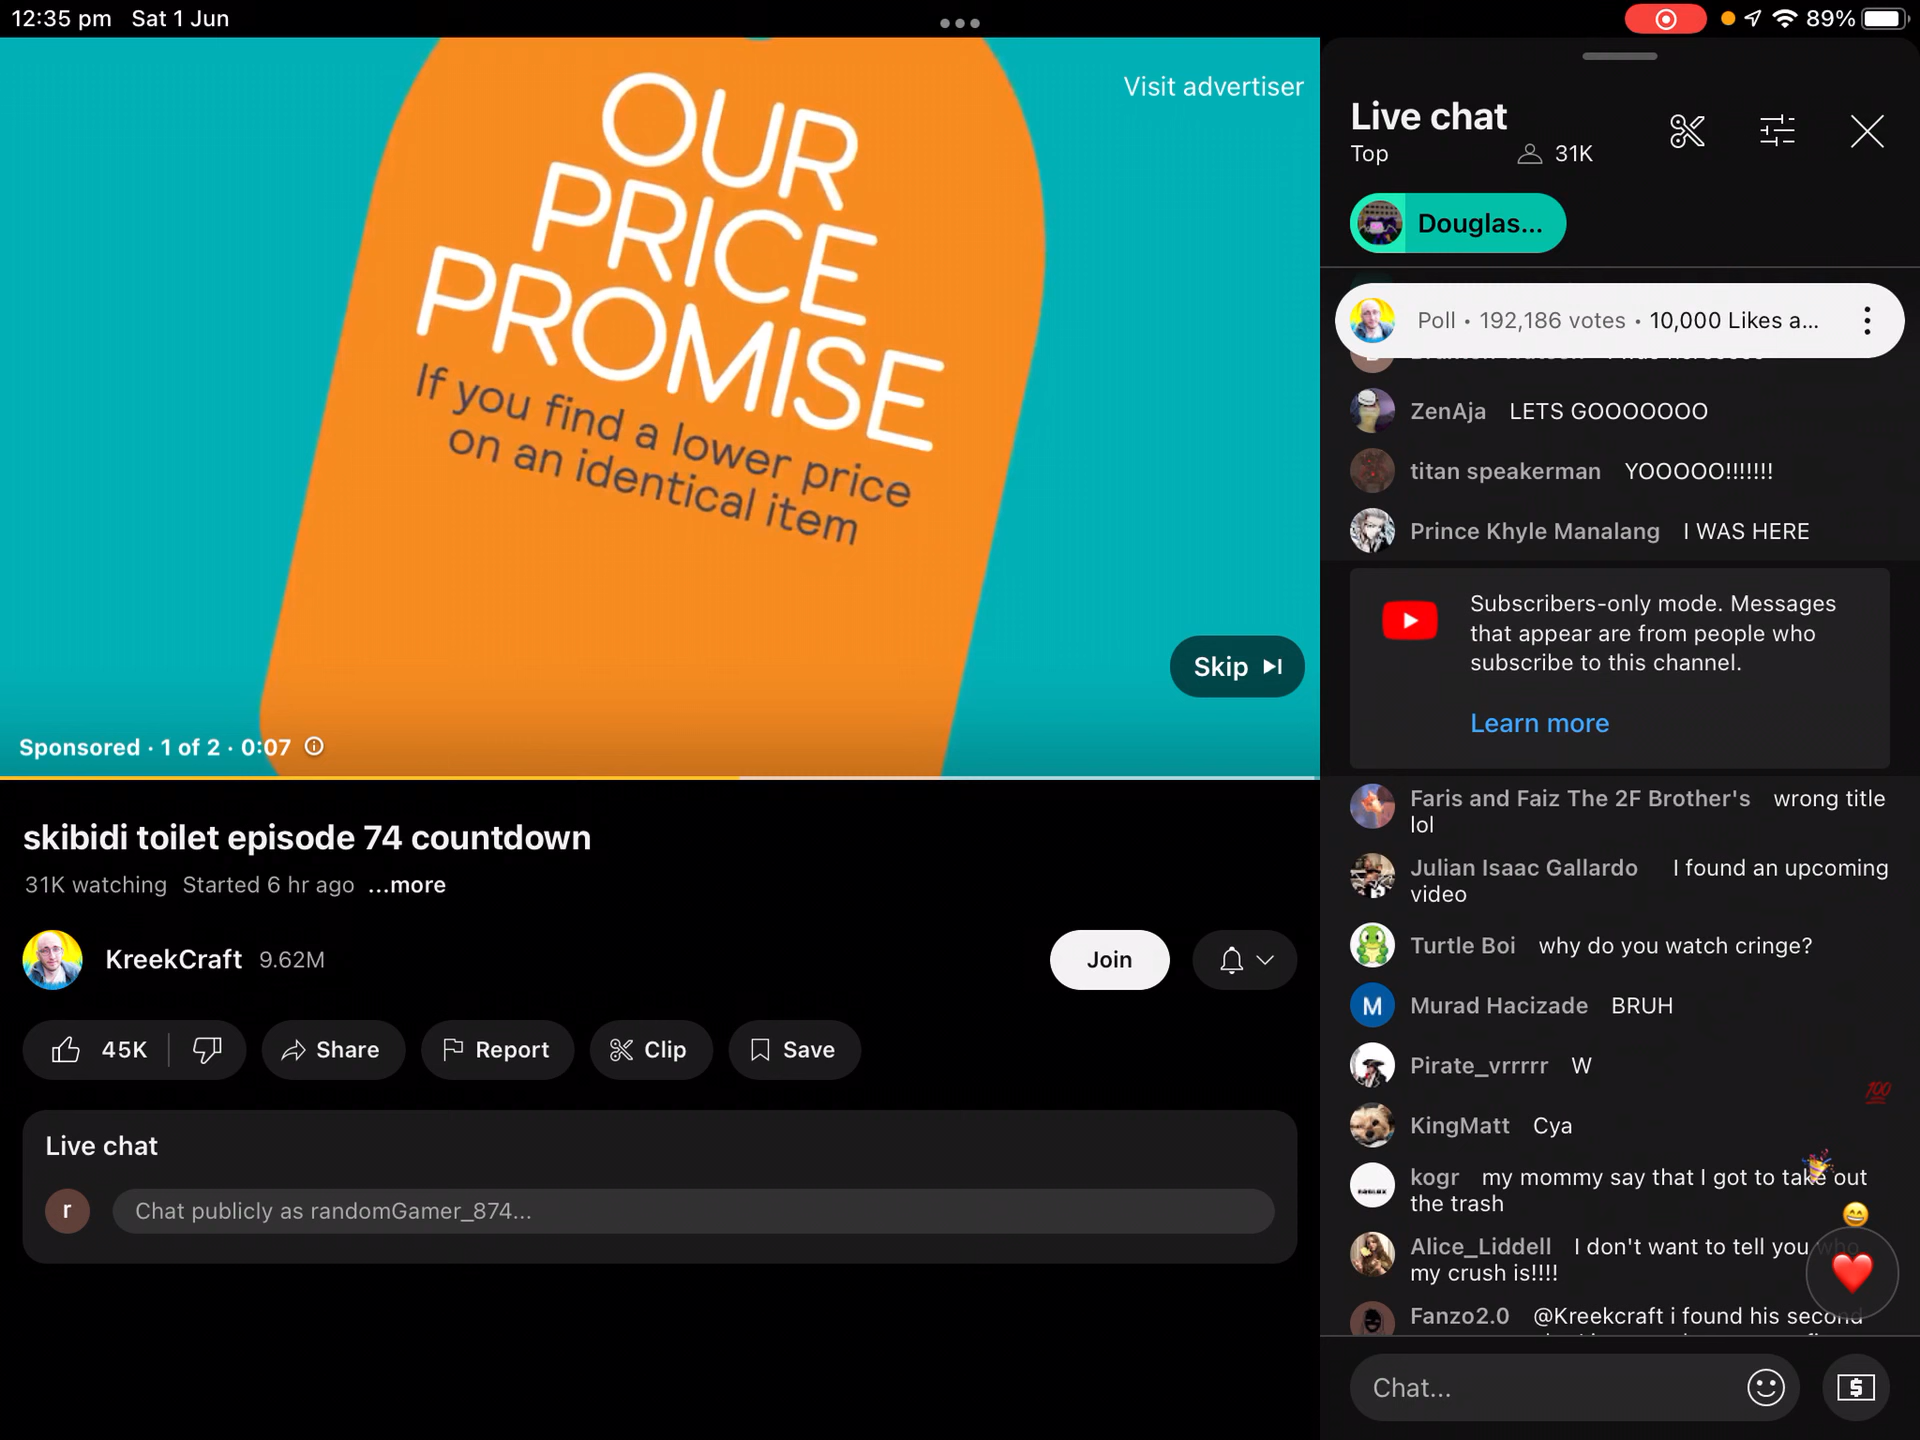 12:35 pm Sat 1 Jun
89%
OUR
PRICE
PROMISE
If you find a lower price
on an identical item
Visit advertiser
Skip
Sponsored · 1 of 2 · 0:07
skibidi toilet episode 74 countdown
31K watching Started 6 hr ago ...more
KreekCraft 9.62M
Join
45K
Share
Report
Clip
Save
Live chat
r
Chat publicly as randomGamer_874...
Live chat
Top
31K
Douglas...
Poll • 192,186 votes • 10,000 Likes a...
ZenAja LETS GOOOOOOO
titan speakerman YOOOOO!!!!!!!
Prince Khyle Manalang I WAS HERE
Subscribers-only mode. Messages
that appear are from people who
subscribe to this channel.
Learn more
Faris and Faiz The 2F Brother's wrong title
lol
Julian Isaac Gallardo I found an upcoming
video
Turtle Boi why do you watch cringe?
M Murad Hacizade BRUH
Pirate_vrrrrr W
💯
KingMatt Cya
kogr my mommy say that I got to take out
the trash
Alice_Liddell I don't want to tell you who
my crush is!!!!
Fanzo2.0 @Kreekcraft i found his second
Chat...